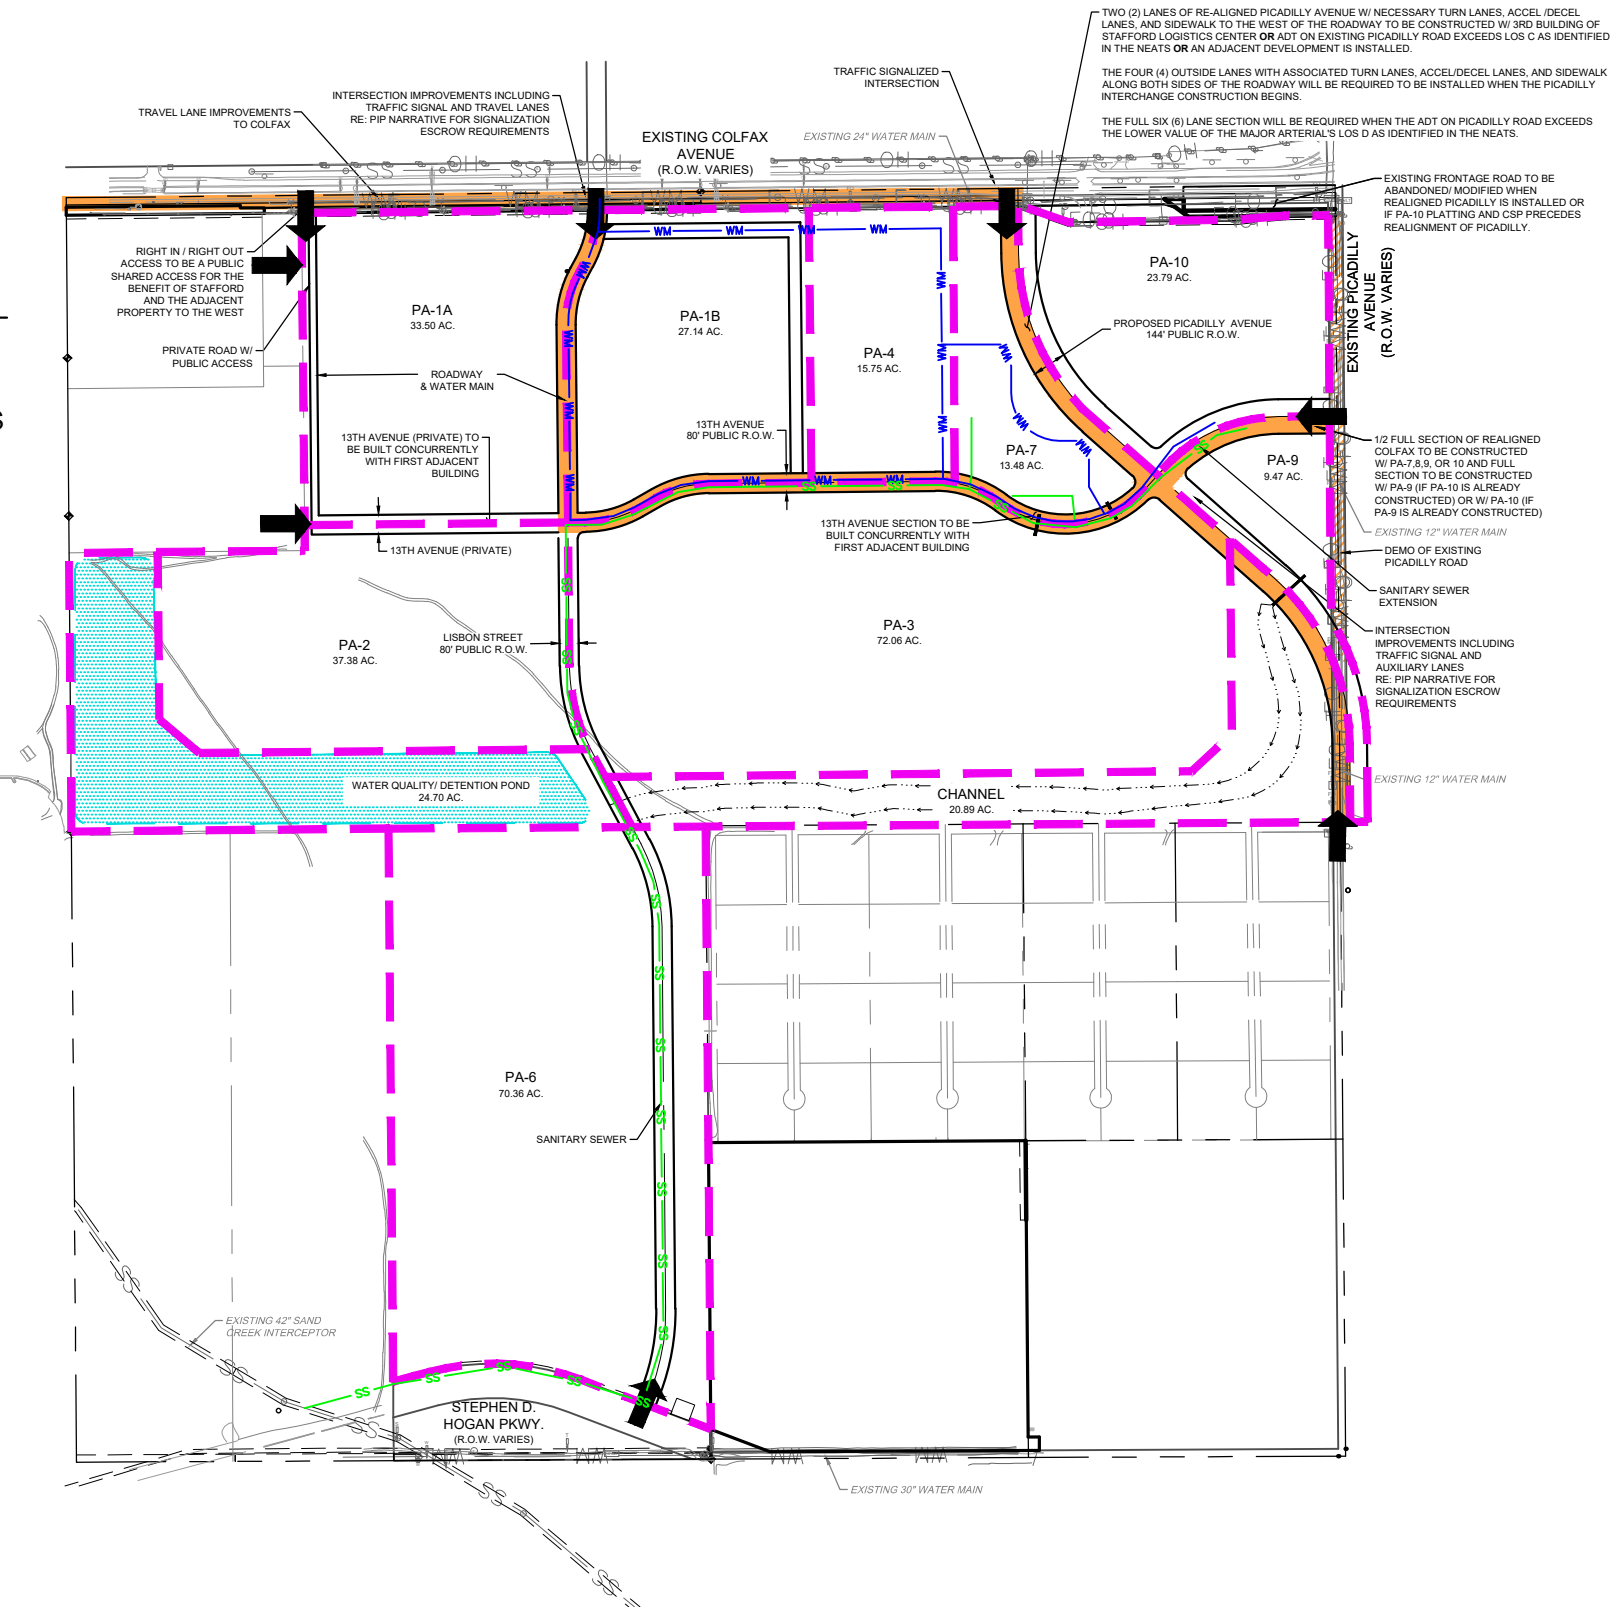 TWO (2) LANES OF RE-ALIGNED PICADILLY AVENUE W/ NECESSARY TURN LANES, ACCEL /DECEL
LANES, AND SIDEWALK TO THE WEST OF THE ROADWAY TO BE CONSTRUCTED W/ 3RD BUILDING OF
STAFFORD LOGISTICS CENTER OR ADT ON EXISTING PICADILLY ROAD EXCEEDS LOS C AS IDENTIFIED
IN THE NEATS OR AN ADJACENT DEVELOPMENT IS INSTALLED.
THE FOUR (4) OUTSIDE LANES WITH ASSOCIATED TURN LANES, ACCEL/DECEL LANES, AND SIDEWALK
ALONG BOTH SIDES OF THE ROADWAY WILL BE REQUIRED TO BE INSTALLED WHEN THE PICADILLY
INTERCHANGE CONSTRUCTION BEGINS.
THE FULL SIX (6) LANE SECTION WILL BE REQUIRED WHEN THE ADT ON PICADILLY ROAD EXCEEDS
THE LOWER VALUE OF THE MAJOR ARTERIAL'S LOS D AS IDENTIFIED IN THE NEATS.
TRAFFIC SIGNALIZED
INTERSECTION
INTERSECTION IMPROVEMENTS INCLUDING
TRAFFIC SIGNAL AND TRAVEL LANES
RE: PIP NARRATIVE FOR SIGNALIZATION
ESCROW REQUIREMENTS
TRAVEL LANE IMPROVEMENTS
TO COLFAX
EXISTING COLFAX
AVENUE
(R.O.W. VARIES)
EXISTING 24" WATER MAIN
EXISTING FRONTAGE ROAD TO BE
ABANDONED/ MODIFIED WHEN
REALIGNED PICADILLY IS INSTALLED OR
IF PA-10 PLATTING AND CSP PRECEDES
REALIGNMENT OF PICADILLY.
RIGHT IN / RIGHT OUT
ACCESS TO BE A PUBLIC
SHARED ACCESS FOR THE
BENEFIT OF STAFFORD
AND THE ADJACENT
PROPERTY TO THE WEST
PRIVATE ROAD W/
PUBLIC ACCESS
PA-1A
33.50 AC.
PA-1B
27.14 AC.
PA-4
15.75 AC.
PA-10
23.79 AC.
EXISTING PICADILLY
AVENUE
(R.O.W. VARIES)
PROPOSED PICADILLY AVENUE
144' PUBLIC R.O.W.
ROADWAY
& WATER MAIN
13TH AVENUE (PRIVATE) TO
BE BUILT CONCURRENTLY
WITH FIRST ADJACENT
BUILDING
13TH AVENUE
80' PUBLIC R.O.W.
PA-7
13.48 AC.
PA-9
9.47 AC.
1/2 FULL SECTION OF REALIGNED
COLFAX TO BE CONSTRUCTED
W/ PA-7,8,9, OR 10 AND FULL
SECTION TO BE CONSTRUCTED
W/ PA-9 (IF PA-10 IS ALREADY
CONSTRUCTED) OR W/ PA-10 (IF
PA-9 IS ALREADY CONSTRUCTED)
EXISTING 12" WATER MAIN
DEMO OF EXISTING
PICADILLY ROAD
13TH AVENUE SECTION TO BE
BUILT CONCURRENTLY WITH
FIRST ADJACENT BUILDING
13TH AVENUE (PRIVATE)
SANITARY SEWER
EXTENSION
PA-2
37.38 AC.
LISBON STREET
80' PUBLIC R.O.W.
PA-3
72.06 AC.
INTERSECTION
IMPROVEMENTS INCLUDING
TRAFFIC SIGNAL AND
AUXILIARY LANES
RE: PIP NARRATIVE FOR
SIGNALIZATION ESCROW
REQUIREMENTS
WATER QUALITY/ DETENTION POND
24.70 AC.
CHANNEL
20.89 AC.
EXISTING 12" WATER MAIN
PA-6
70.36 AC.
SANITARY SEWER
EXISTING 42" SAND
CREEK INTERCEPTOR
STEPHEN D.
HOGAN PKWY.
(R.O.W. VARIES)
EXISTING 30" WATER MAIN